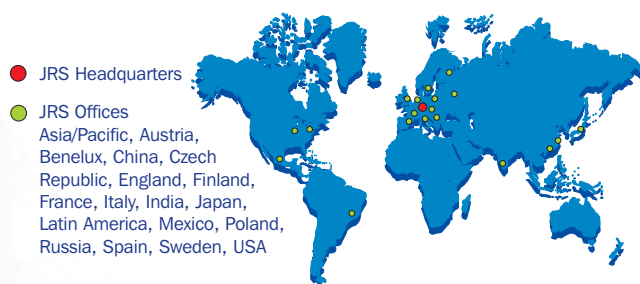 JRS Headquarters
JRS Offices
Asia/Pacific, Austria,
Benelux, China, Czech
Republic, England, Finland,
France, Italy, India, Japan,
Latin America, Mexico, Poland,
Russia, Spain, Sweden, USA